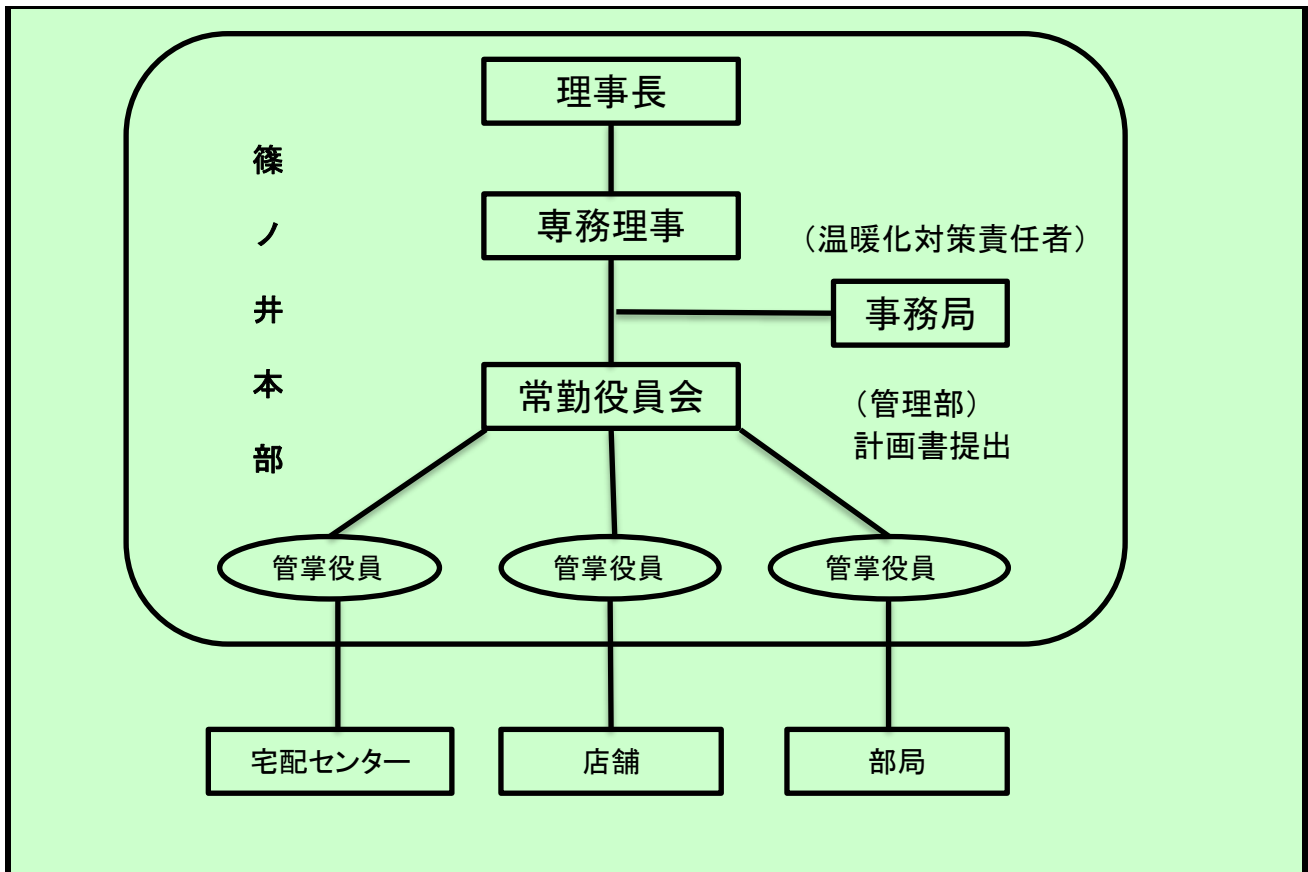 理事長
篠ノ井本部
専務理事
（温暖化対策責任者）
事務局
常勤役員会
（管理部）
計画書提出
管掌役員
管掌役員
管掌役員
宅配センター
店舗
部局